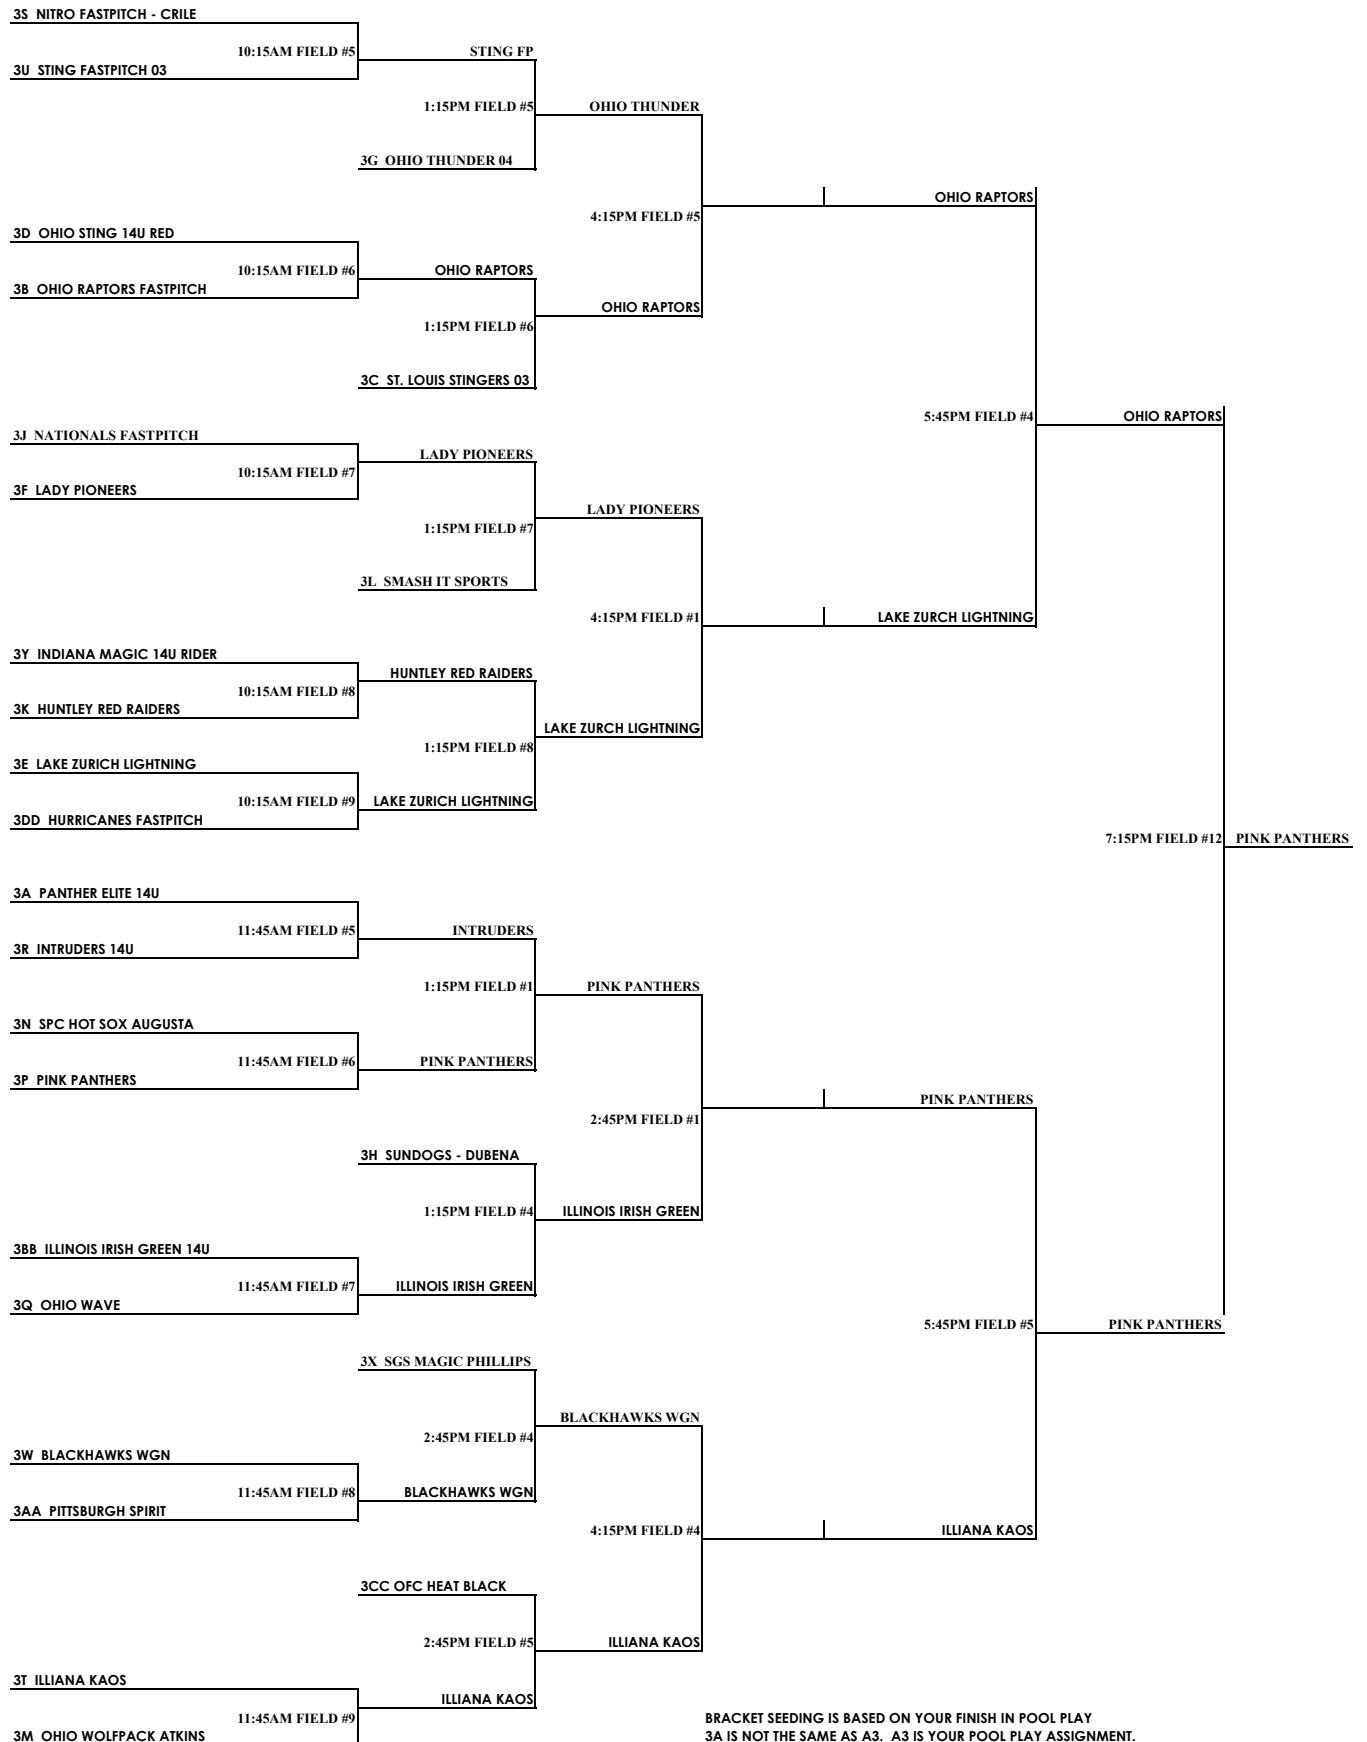 3S NITRO FASTPITCH - CRILE
10:15AM FIELD #5
STING FP
3U STING FASTPITCH 03
1:15PM FIELD #5
OHIO THUNDER
3G OHIO THUNDER 04
OHIO RAPTORS
4:15PM FIELD #5
3D OHIO STING 14U RED
10:15AM FIELD #6
OHIO RAPTORS
3B OHIO RAPTORS FASTPITCH
OHIO RAPTORS
1:15PM FIELD #6
3C ST. LOUIS STINGERS 03
5:45PM FIELD #4
OHIO RAPTORS
3J NATIONALS FASTPITCH
LADY PIONEERS
10:15AM FIELD #7
3F LADY PIONEERS
LADY PIONEERS
1:15PM FIELD #7
3L SMASH IT SPORTS
4:15PM FIELD #1
LAKE ZURCH LIGHTNING
3Y INDIANA MAGIC 14U RIDER
HUNTLEY RED RAIDERS
10:15AM FIELD #8
3K HUNTLEY RED RAIDERS
LAKE ZURCH LIGHTNING
1:15PM FIELD #8
3E LAKE ZURICH LIGHTNING
10:15AM FIELD #9
LAKE ZURICH LIGHTNING
3DD HURRICANES FASTPITCH
7:15PM FIELD #12
PINK PANTHERS
3A PANTHER ELITE 14U
11:45AM FIELD #5
INTRUDERS
3R INTRUDERS 14U
1:15PM FIELD #1
PINK PANTHERS
3N SPC HOT SOX AUGUSTA
11:45AM FIELD #6
PINK PANTHERS
3P PINK PANTHERS
PINK PANTHERS
2:45PM FIELD #1
3H SUNDOGS - DUBENA
1:15PM FIELD #4
ILLINOIS IRISH GREEN
3BB ILLINOIS IRISH GREEN 14U
11:45AM FIELD #7
ILLINOIS IRISH GREEN
3Q OHIO WAVE
5:45PM FIELD #5
PINK PANTHERS
3X SGS MAGIC PHILLIPS
BLACKHAWKS WGN
2:45PM FIELD #4
3W BLACKHAWKS WGN
11:45AM FIELD #8
BLACKHAWKS WGN
3AA PITTSBURGH SPIRIT
4:15PM FIELD #4
ILLIANA KAOS
3CC OFC HEAT BLACK
2:45PM FIELD #5
ILLIANA KAOS
3T ILLIANA KAOS
ILLIANA KAOS
11:45AM FIELD #9
3M OHIO WOLFPACK ATKINS
BRACKET SEEDING IS BASED ON YOUR FINISH IN POOL PLAY
3A IS NOT THE SAME AS A3. A3 IS YOUR POOL PLAY ASSIGNMENT.